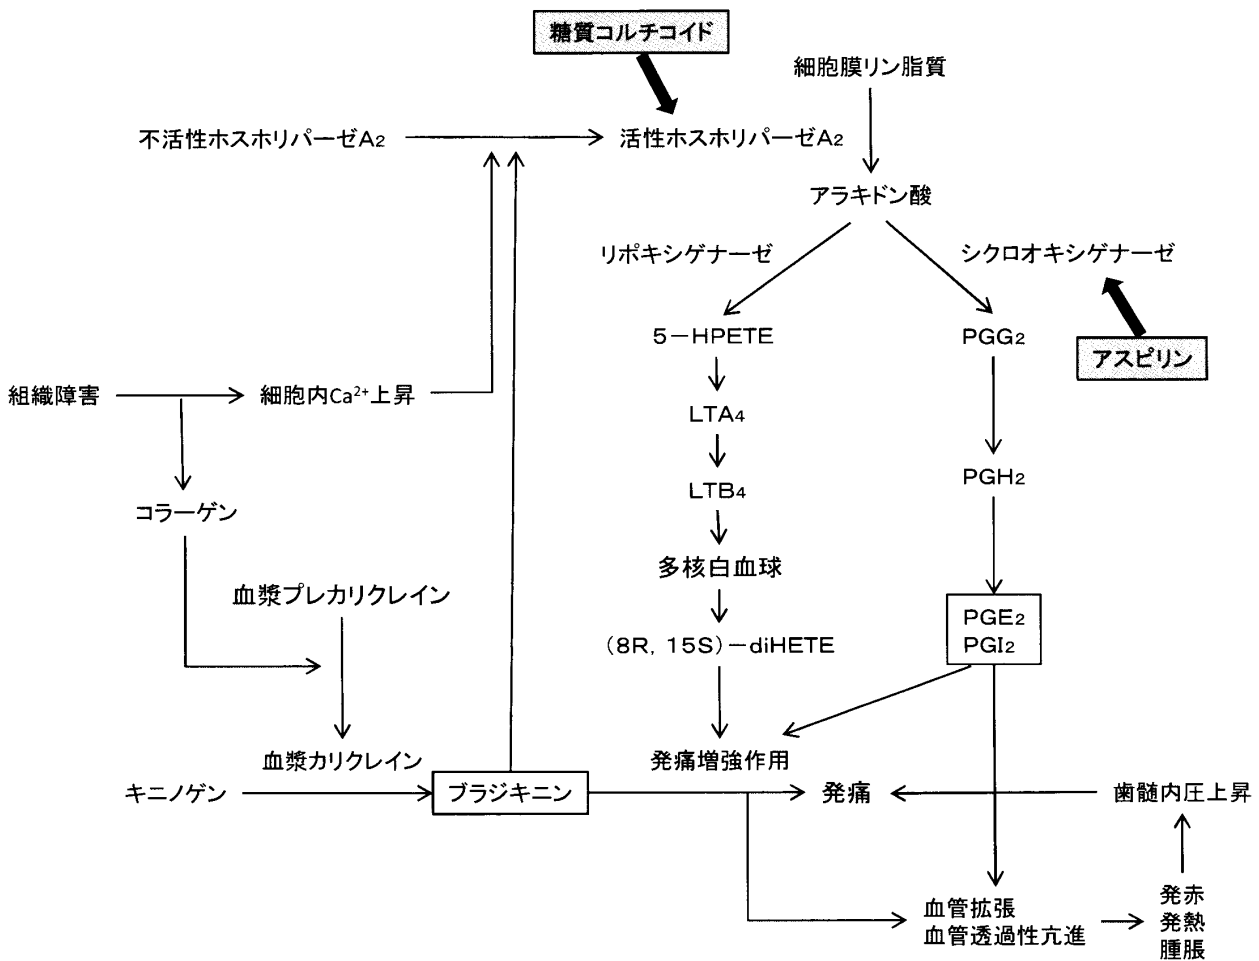 糖質コルチコイド
細胞膜リン脂質
不活性ホスホリパーゼA2
活性ホスホリパーゼA2
アラキドン酸
リポキシゲナーゼ
シクロオキシゲナーゼ
5－HPETE
PGG2
アスピリン
組織障害
細胞内Ca²⁺上昇
LTA4
PGH2
LTB4
コラーゲン
多核白血球
血漿プレカリクレイン
PGE2
PGI2
(8R, 15S)－diHETE
血漿カリクレイン
発痛増強作用
キニノゲン
ブラジキニン
発痛
歯髄内圧上昇
血管拡張
血管透過性亢進
発赤
発熱
腫脹